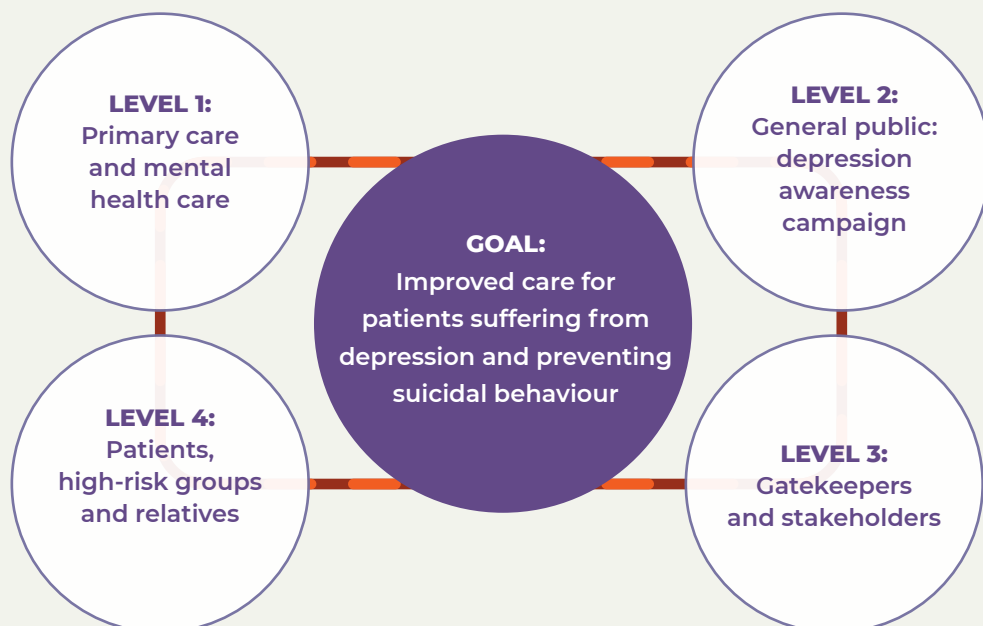 LEVEL 1:
Primary care
and mental
health care
LEVEL 2:
General public:
depression
awareness
campaign
GOAL:
Improved care for
patients suffering from
depression and preventing
suicidal behaviour
LEVEL 4:
Patients,
high-risk groups
and relatives
LEVEL 3:
Gatekeepers
and stakeholders